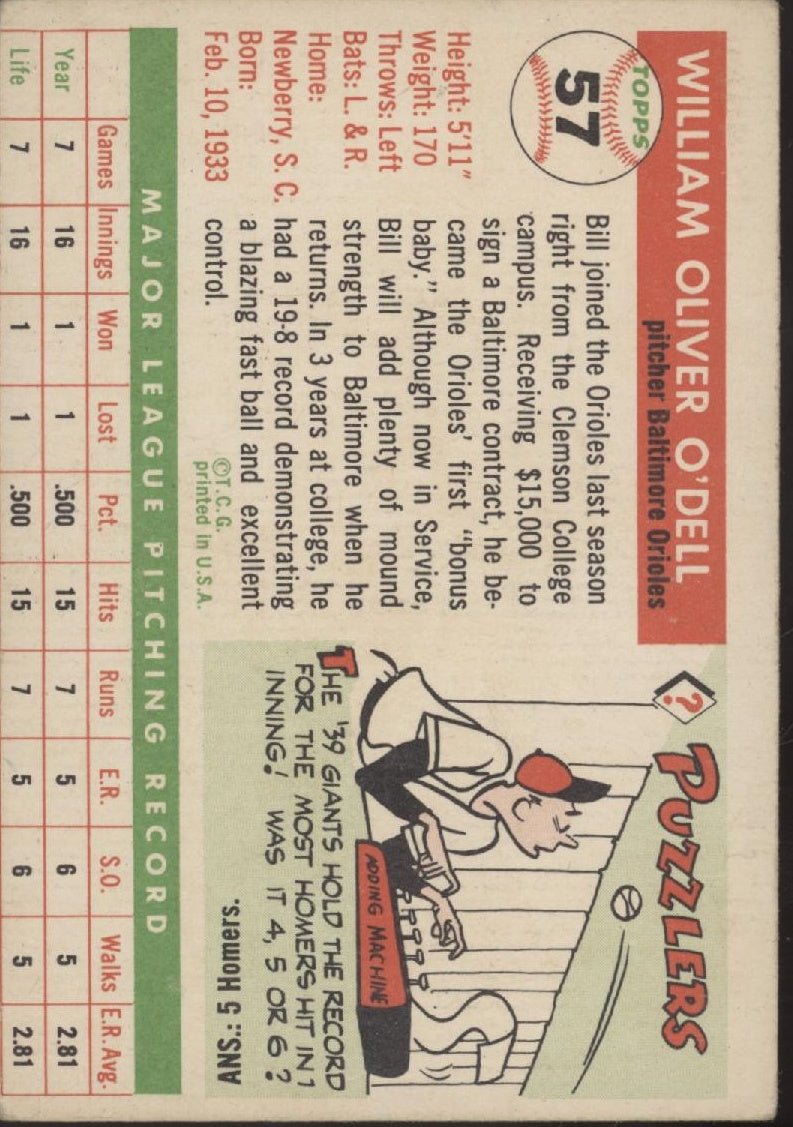 WILLIAM OLIVER O'DELL
pitcher Baltimore Orioles
TOPPS
57
Height: 5'11"
Weight: 170
Throws: Left
Bats: L. & R.
Home:
Newberry, S. C.
Born:
Feb. 10, 1933
Bill joined the Orioles last season
right from the Clemson College
campus. Receiving $15,000 to
sign a Baltimore contract, he be-
came the Orioles' first "bonus
baby." Although now in Service,
Bill will add plenty of mound
strength to Baltimore when he
returns. In 3 years at college, he
had a 19-8 record demonstrating
a blazing fast ball and excellent
control.
©T.C.G.
printed in U.S.A.
?
PUZZLERS
ADDING MACHINE
THE '39 GIANTS HOLD THE RECORD
FOR THE MOST HOMERS HIT IN 1
INNING! WAS IT 4, 5 OR 6?
ANS.: 5 Homers.
MAJOR LEAGUE PITCHING RECORD
Games Innings Won Lost Pct. Hits Runs E.R. S.O. Walks E.R. Avg.
Year 7 16 1 1 .500 15 7 5 6 5 2.81
Life 7 16 1 1 .500 15 7 5 6 5 2.81